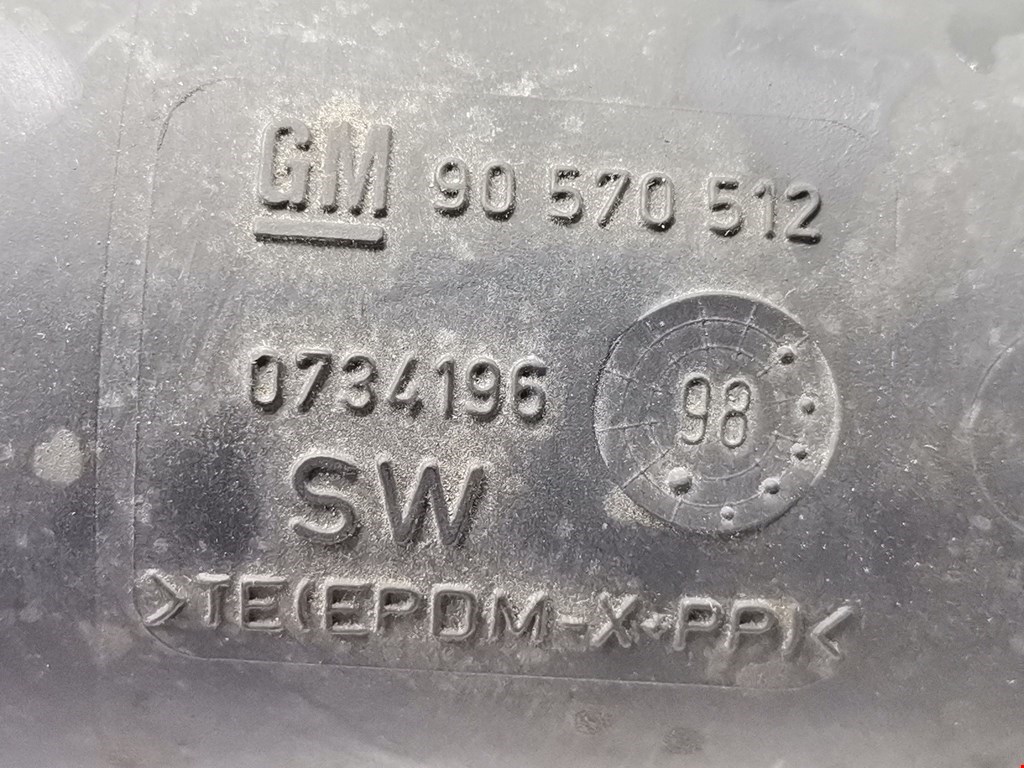 GM 90 570 512
0734196
98
SW
>TE(EPDM-X+PP)<